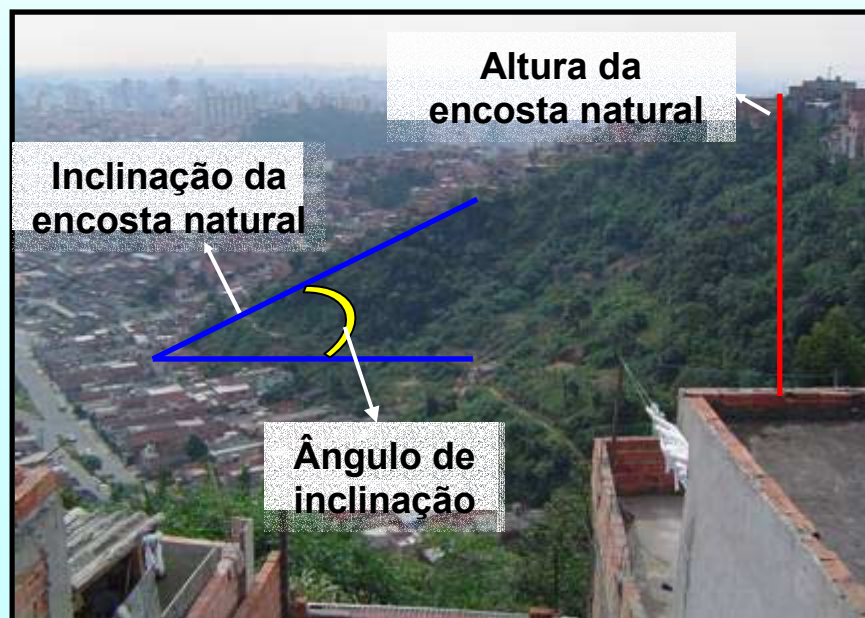 Altura da
encosta natural
Inclinação da
encosta natural
Ângulo de
inclinação